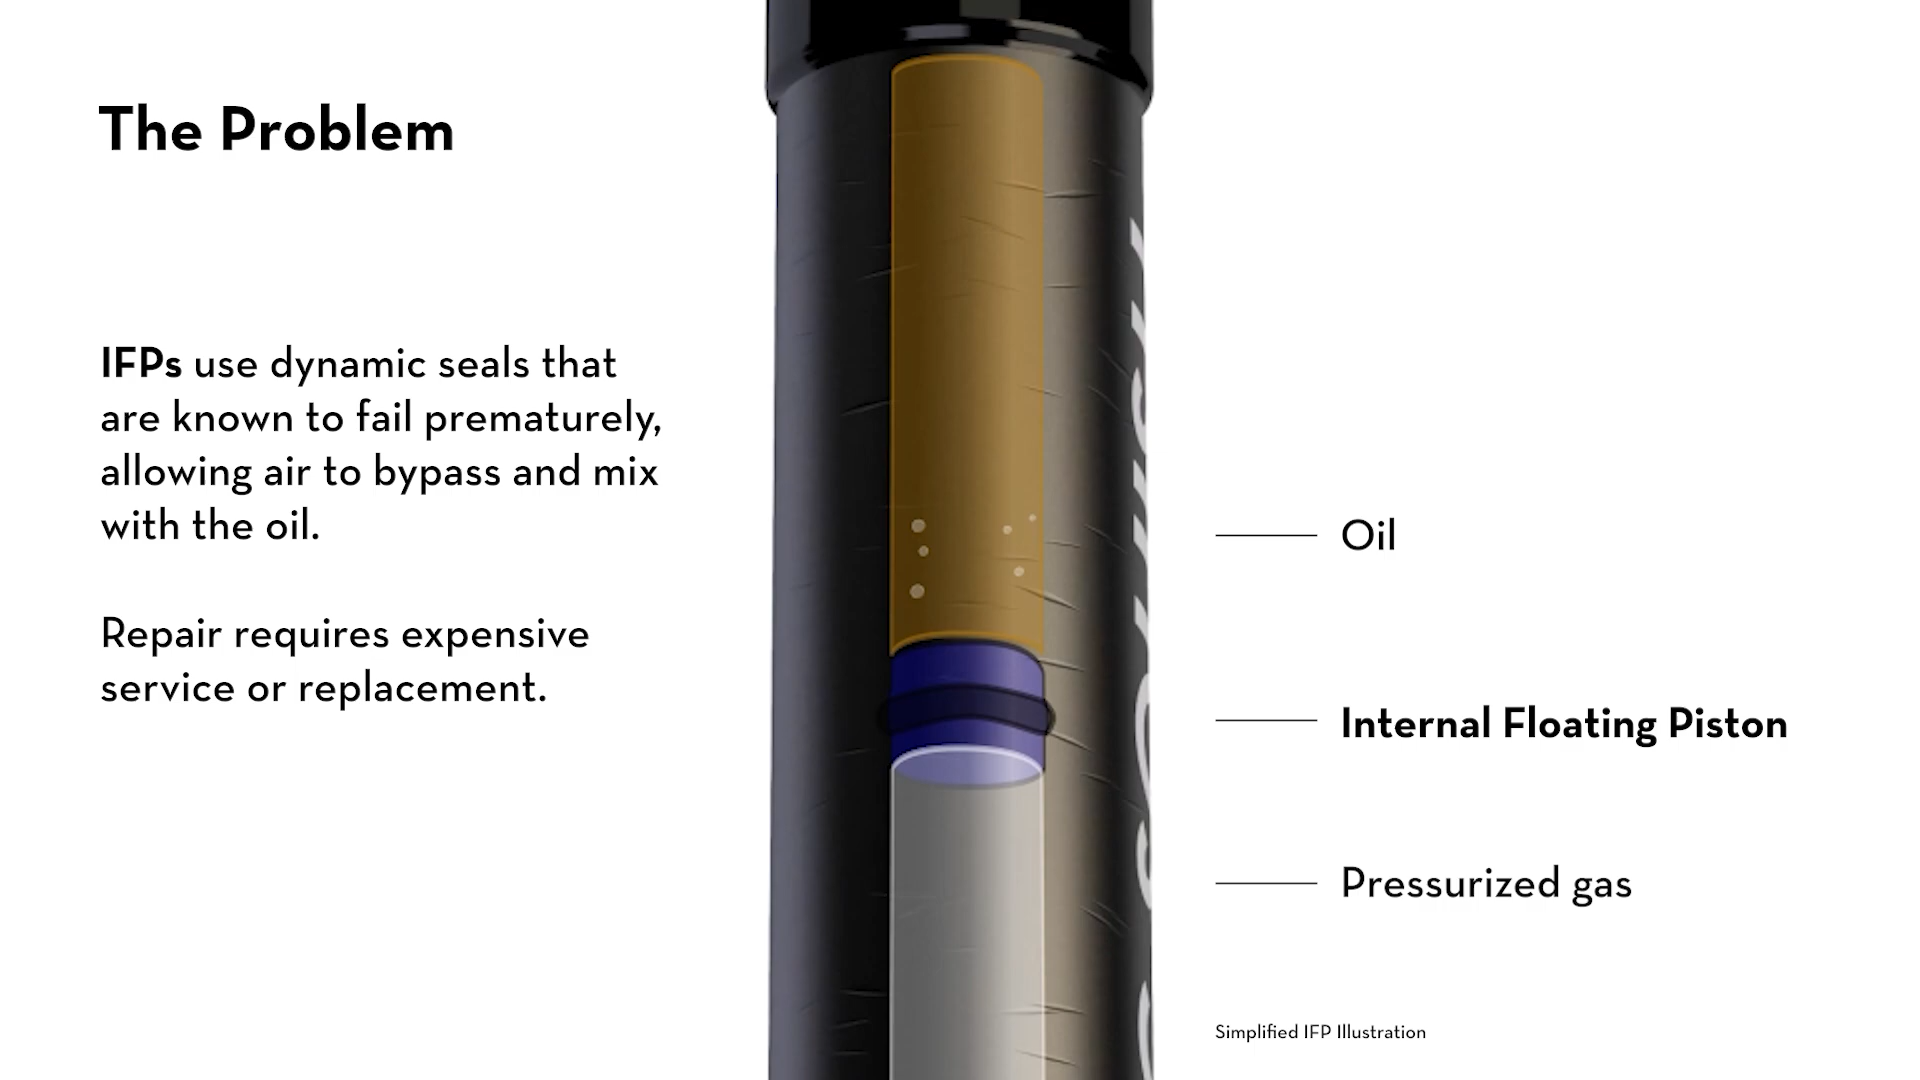 The Problem
IFPs use dynamic seals that
are known to fail prematurely,
allowing air to bypass and mix
with the oil.
Repair requires expensive
service or replacement.
Oil
Internal Floating Piston
Pressurized gas
Simplified IFP Illustration